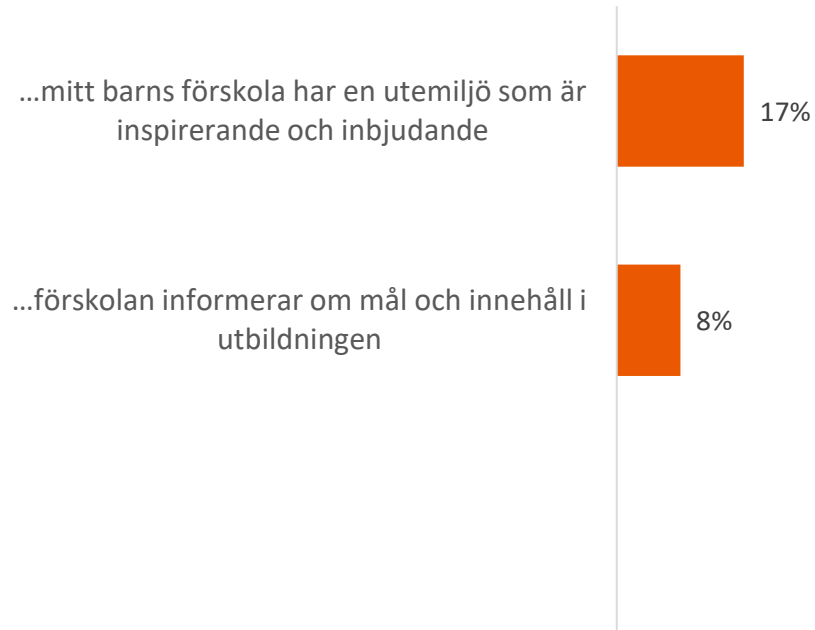 ...mitt barns förskola har en utemiljö som är
inspirerande och inbjudande
17%
...förskolan informerar om mål och innehåll i
utbildningen
8%